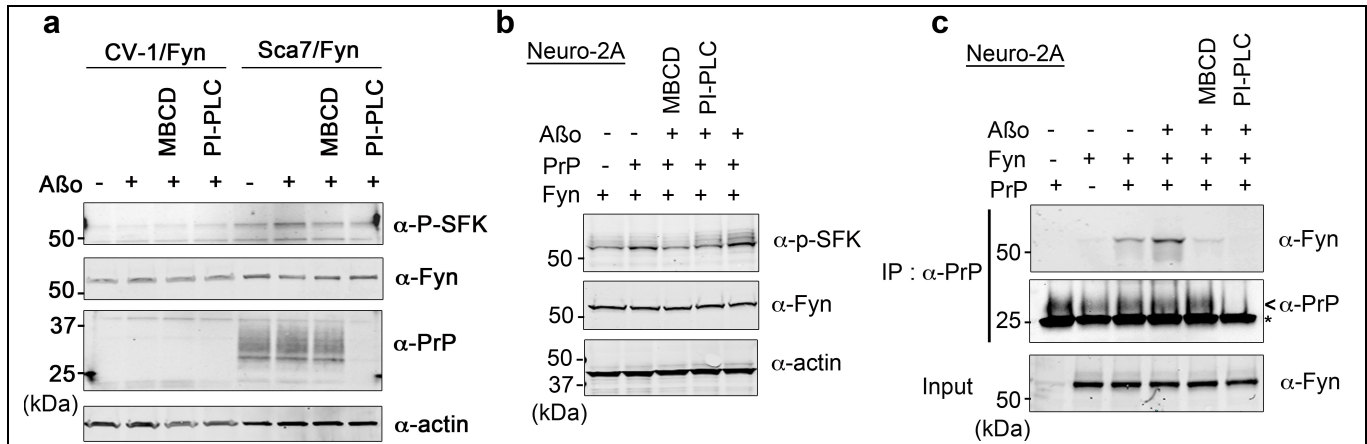 a
CV-1/Fyn Sca7/Fyn
MBCD PI-PLC MBCD PI-PLC
Aßo - + + + - + + +
α-P-SFK
50
α-Fyn
50
37
α-PrP
25
(kDa)
α-actin
b
Neuro-2A
MBCD PI-PLC
Aßo - - + + +
PrP - + + + +
Fyn + + + + +
α-p-SFK
50
α-Fyn
50
50
α-actin
37
(kDa)
c
Neuro-2A
MBCD PI-PLC
Aßo - - - + + +
Fyn - + + + + +
PrP + - + + + +
IP : α-PrP
α-Fyn
50
<α-PrP
25 *
Input
α-Fyn
50
(kDa)